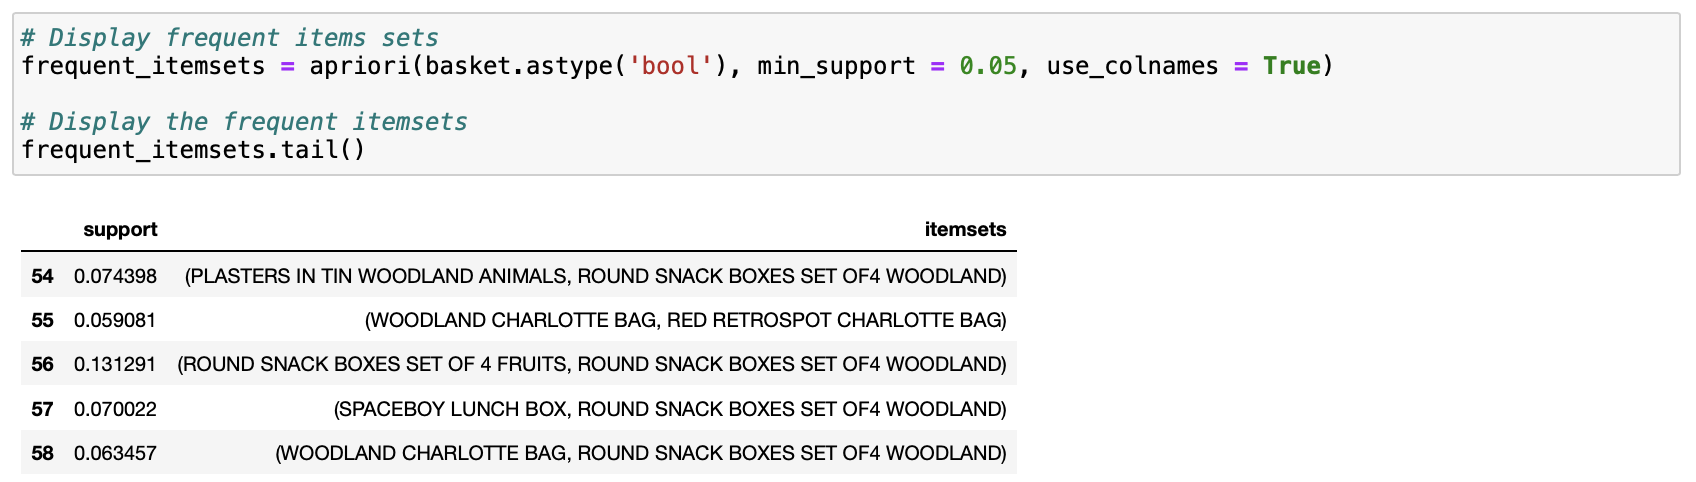 # Display frequent items sets
frequent_itemsets = apriori(basket.astype('bool'), min_support = 0.05, use_colnames = True)
# Display the frequent itemsets
frequent_itemsets.tail()
support itemsets
54 0.074398 (PLASTERS IN TIN WOODLAND ANIMALS, ROUND SNACK BOXES SET OF4 WOODLAND)
55 0.059081 (WOODLAND CHARLOTTE BAG, RED RETROSPOT CHARLOTTE BAG)
56 0.131291 (ROUND SNACK BOXES SET OF 4 FRUITS, ROUND SNACK BOXES SET OF4 WOODLAND)
57 0.070022 (SPACEBOY LUNCH BOX, ROUND SNACK BOXES SET OF4 WOODLAND)
58 0.063457 (WOODLAND CHARLOTTE BAG, ROUND SNACK BOXES SET OF4 WOODLAND)